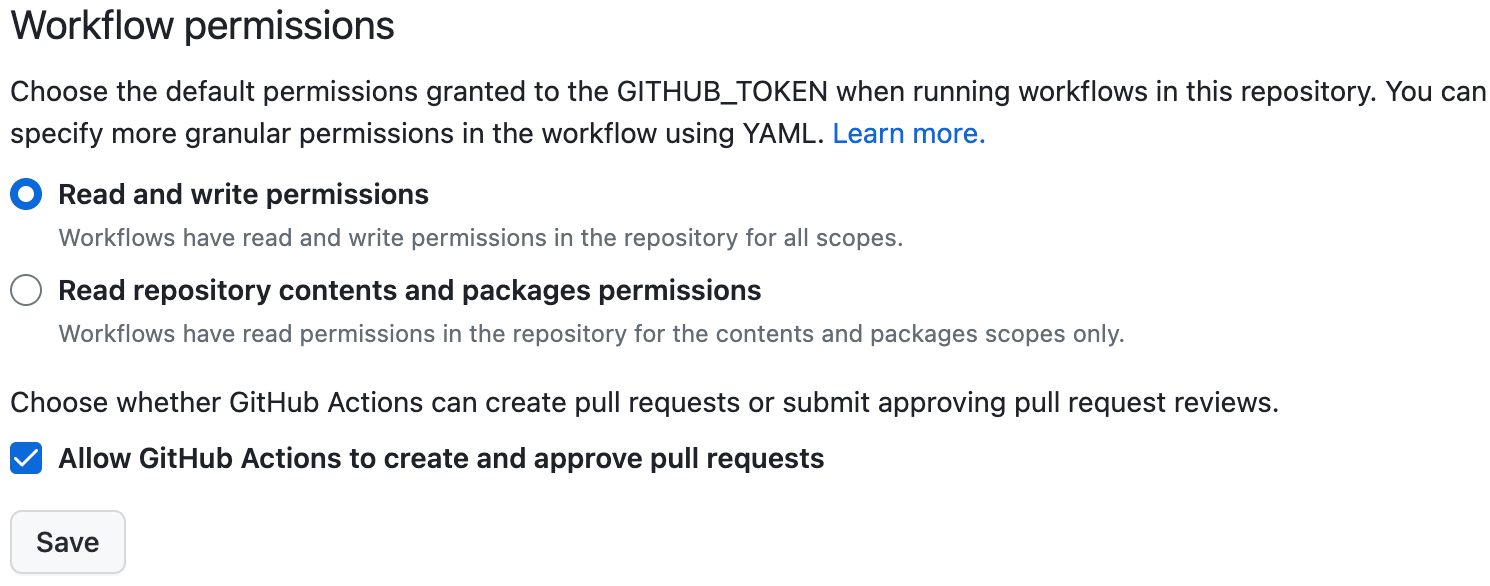 Workflow permissions
Choose the default permissions granted to the GITHUB_TOKEN when running workflows in this repository. You can
specify more granular permissions in the workflow using YAML. Learn more.
Read and write permissions
Workflows have read and write permissions in the repository for all scopes.
Read repository contents and packages permissions
Workflows have read permissions in the repository for the contents and packages scopes only.
Choose whether GitHub Actions can create pull requests or submit approving pull request reviews.
Allow GitHub Actions to create and approve pull requests
Save